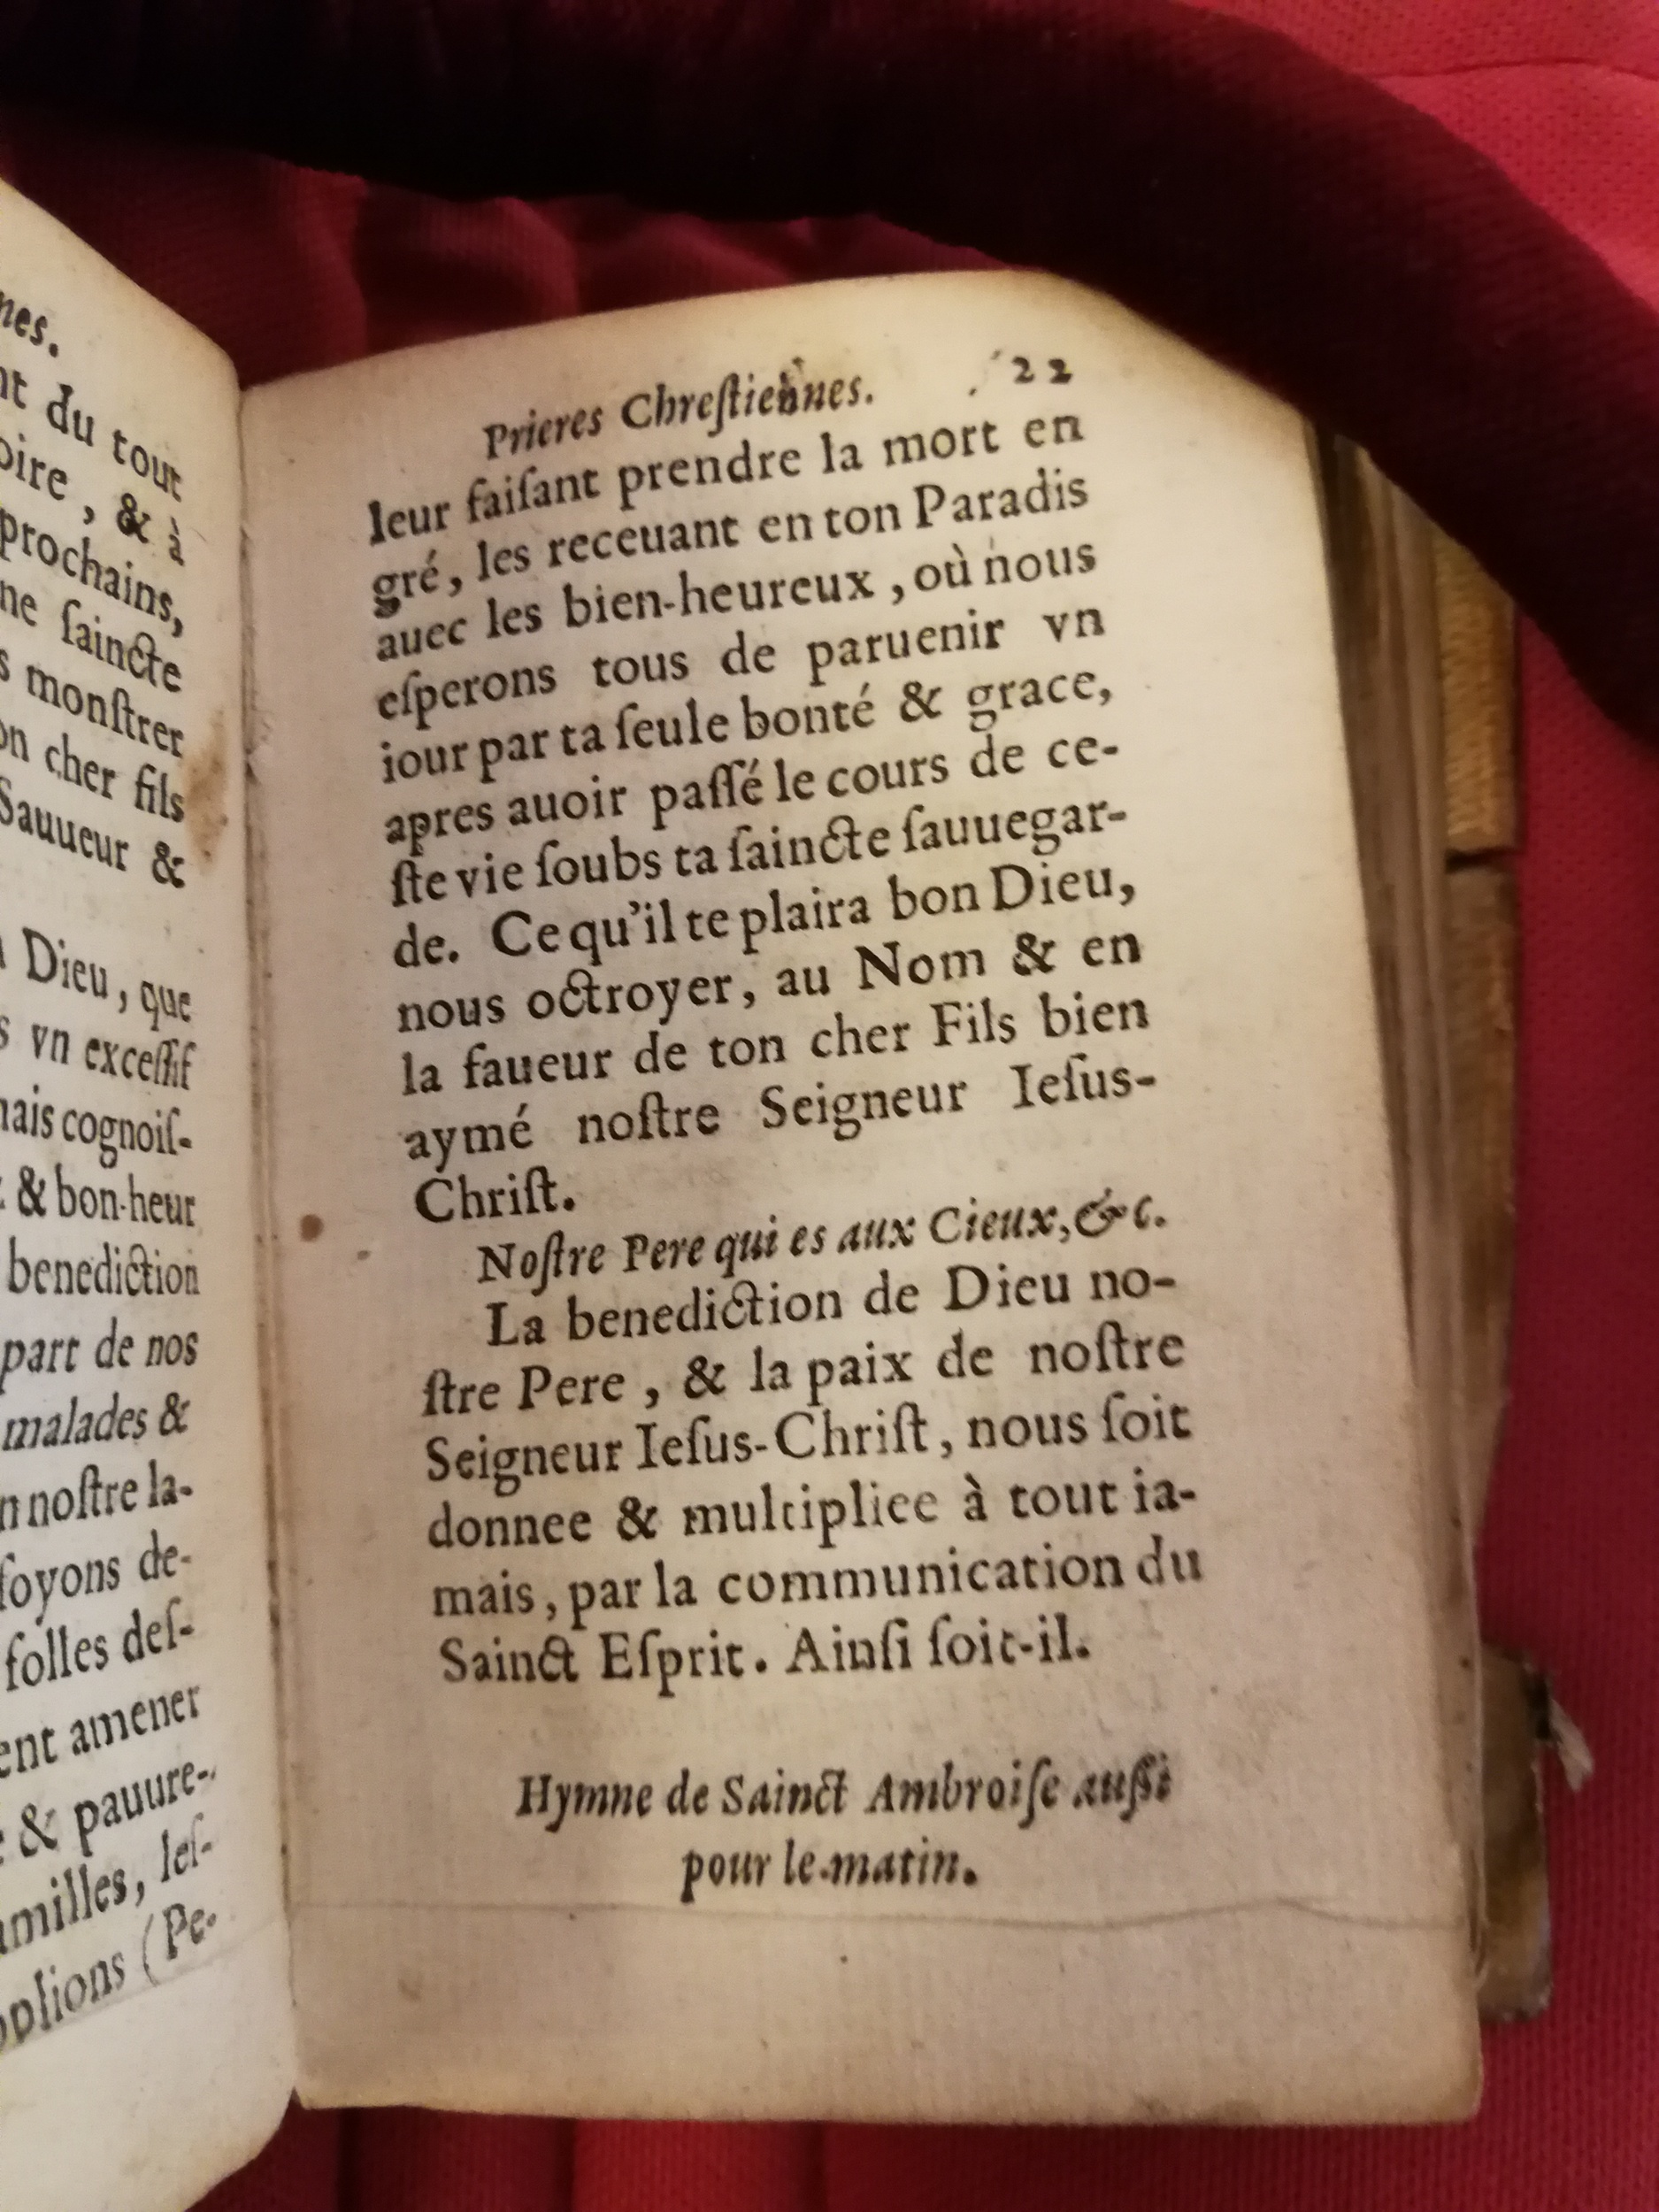 nes.
nt du tout
oire, & à
prochains,
ne ſaincte
s monſtrer
on cher fils
Sauueur &
Dieu, que
s vn exceſſif
mais cognoiſ-
& bon-heur
benediction
part de nos
malades &
n noſtre la-
ſoyons de-
folles deſ-
ent amener
& pauure-
amilles, leſ-
pplions (Pe-
Prieres Chreſtiennes. 22
leur faiſant prendre la mort en
gré, les receuant en ton Paradis
auec les bien-heureux, où nous
eſperons tous de paruenir vn
iour par ta ſeule bonté & grace,
apres auoir paſſé le cours de ce-
ſte vie ſoubs ta ſaincte ſauuegar-
de. Ce qu'il te plaira bon Dieu,
nous octroyer, au Nom & en
la faueur de ton cher Fils bien
aymé noſtre Seigneur Ieſus-
Chriſt.
Noſtre Pere qui es aux Cieux, &c.
La benediction de Dieu no-
ſtre Pere, & la paix de noſtre
Seigneur Ieſus-Chriſt, nous ſoit
donnee & multipliee à tout ia-
mais, par la communication du
Sainct Eſprit. Ainſi ſoit-il.
Hymne de Sainct Ambroiſe auſſi
pour le matin.